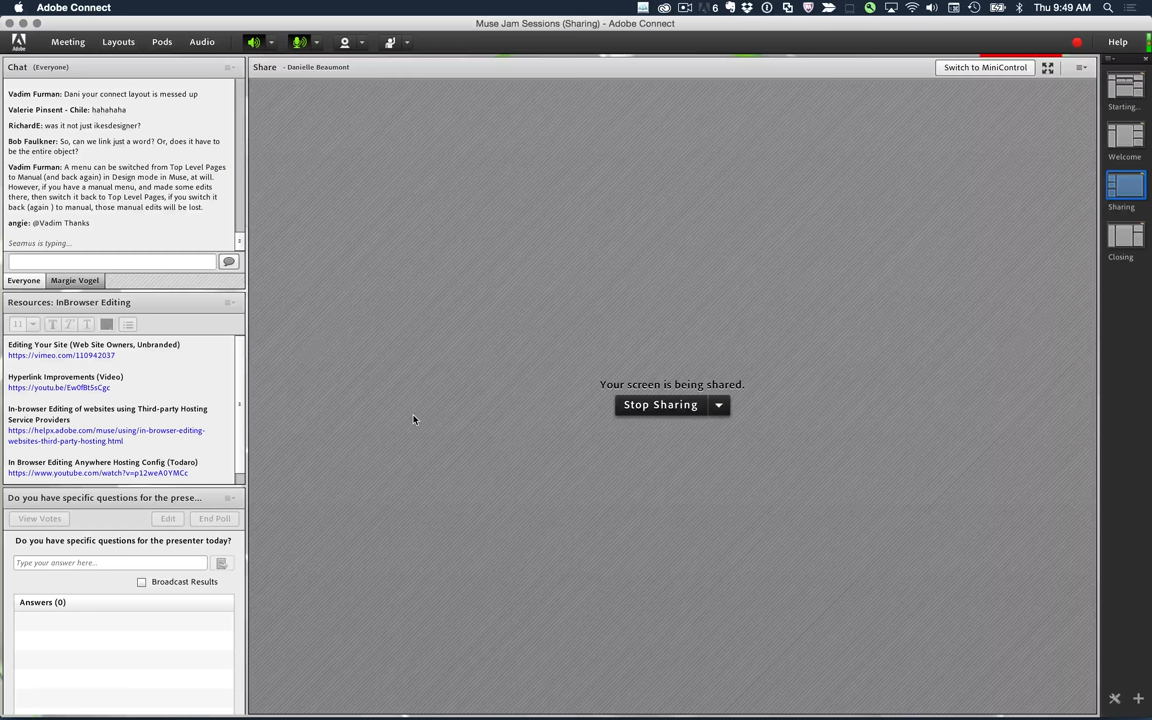 Adobe Connect
6
Thu 9:49 AM
Muse Jam Sessions (Sharing) - Adobe Connect
Adobe
Meeting
Layouts
Pods
Audio
Help
Chat (Everyone)
Vadim Furman: Dani your connect layout is messed up
Valerie Pinsent - Chile: hahahaha
RichardE: was it not just ikesdesigner?
Bob Faulkner: So, can we link just a word? Or, does it have to
be the entire object?
Vadim Furman: A menu can be switched from Top Level Pages
to Manual (and back again) in Design mode in Muse, at will.
However, if you have a manual menu, and made some edits
there, then switch it back to Top Level Pages, if you switch it
back (again ) to manual, those manual edits will be lost.
angie: @Vadim Thanks
Seamus is typing...
Everyone
Margie Vogel
Resources: InBrowser Editing
11
T T T
Editing Your Site (Web Site Owners, Unbranded)
https://vimeo.com/110942037
Hyperlink Improvements (Video)
https://youtu.be/Ew0fBtSsCgc
In-browser Editing of websites using Third-party Hosting
Service Providers
https://helpx.adobe.com/muse/using/in-browser-editing-
websites-third-party-hosting.html
In Browser Editing Anywhere Hosting Config (Todaro)
https://www.youtube.com/watch?v=p12weA0YMCc
Do you have specific questions for the prese...
View Votes
Edit
End Poll
Do you have specific questions for the presenter today?
Type your answer here...
Broadcast Results
Answers (0)
Share - Danielle Beaumont
Switch to MiniControl
Your screen is being shared.
Stop Sharing
Starting...
Welcome
Sharing
Closing